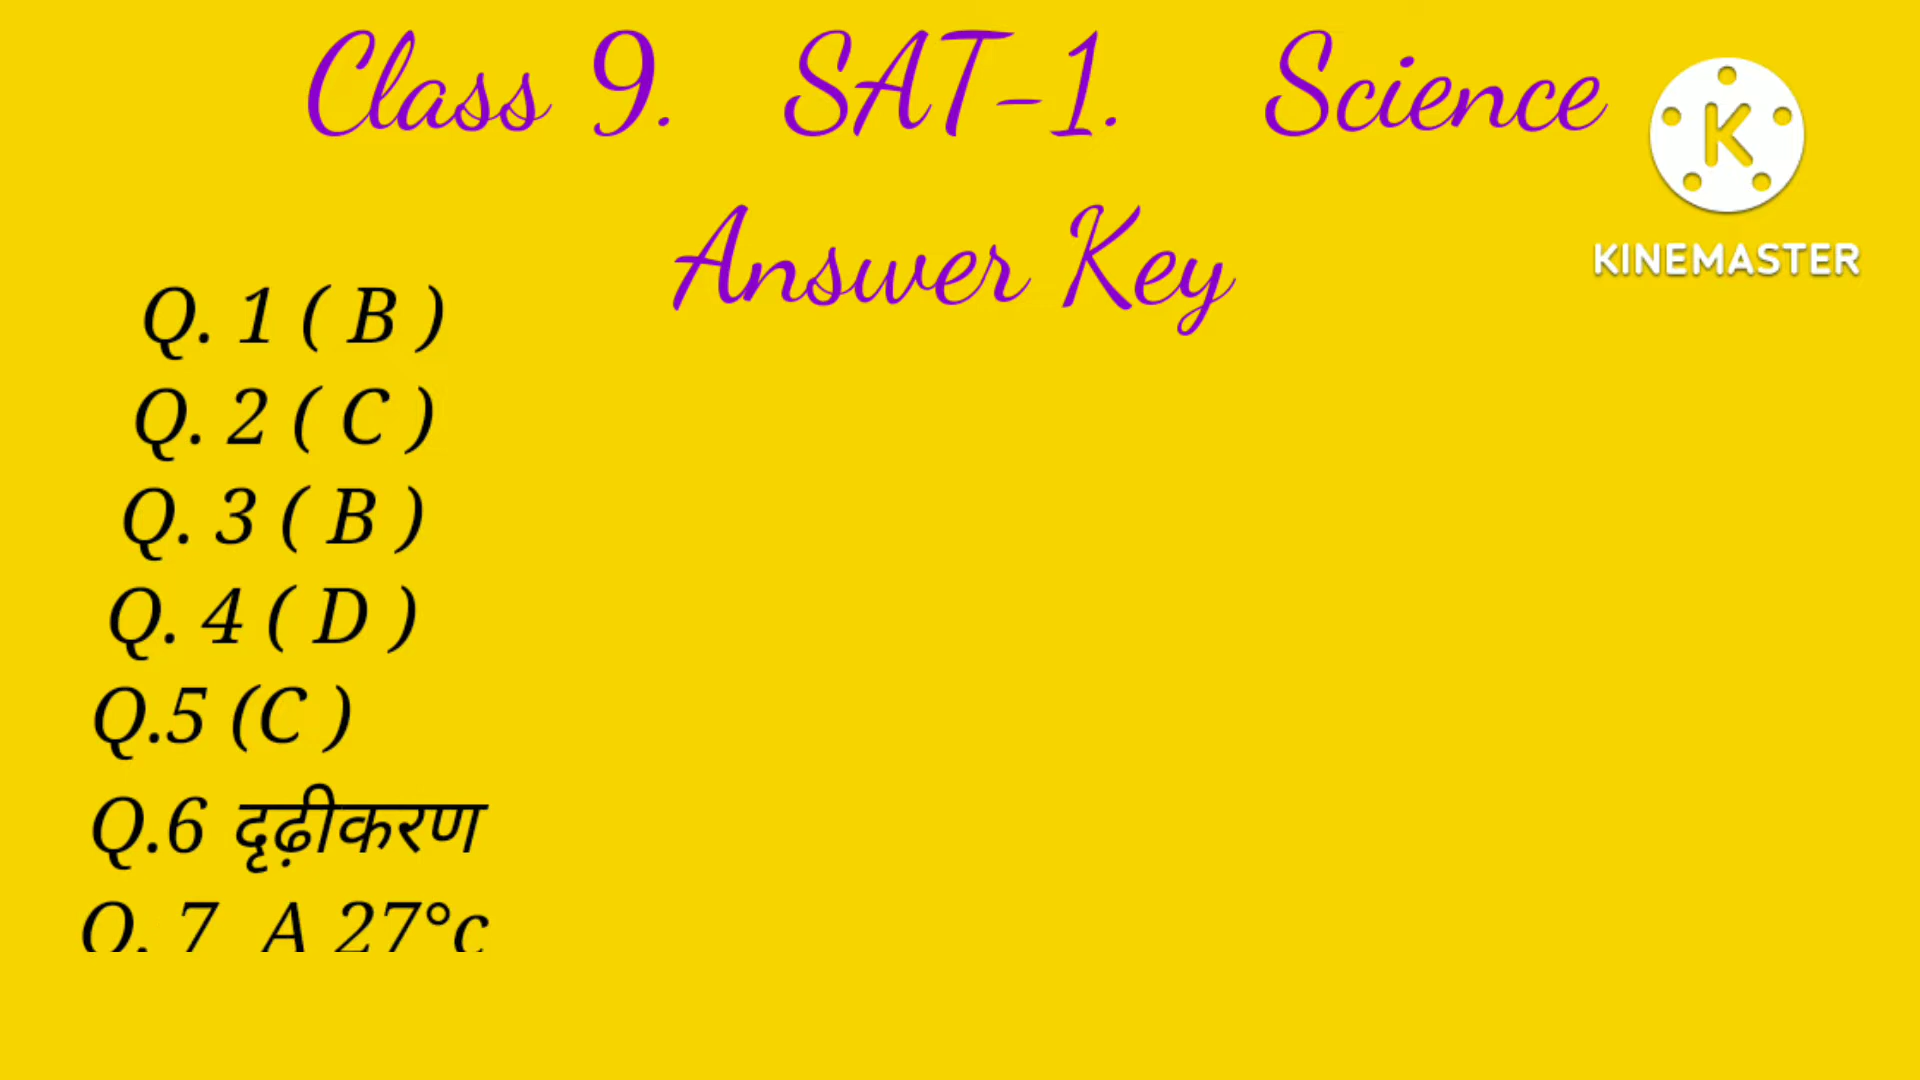 Class 9. SAT-1. Science
Answer Key
KINEMASTER
Q. 1 ( B )
Q. 2 ( C )
Q. 3 ( B )
Q. 4 ( D )
Q.5 (C )
Q.6 दृढ़ीकरण
Q. 7 A 27°c